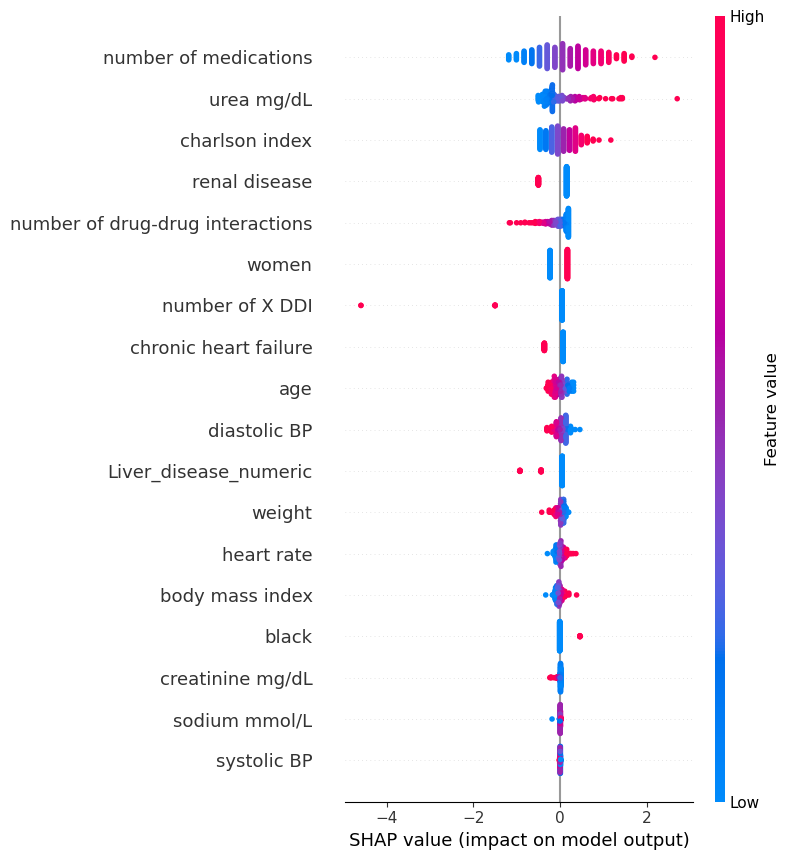 High
number of medications
urea mg/dL
charlson index
renal disease
number of drug-drug interactions
women
number of X DDI
chronic heart failure
age
diastolic BP
Liver_disease_numeric
weight
heart rate
body mass index
black
creatinine mg/dL
sodium mmol/L
systolic BP
Feature value
Low
−4 −2 0 2
SHAP value (impact on model output)